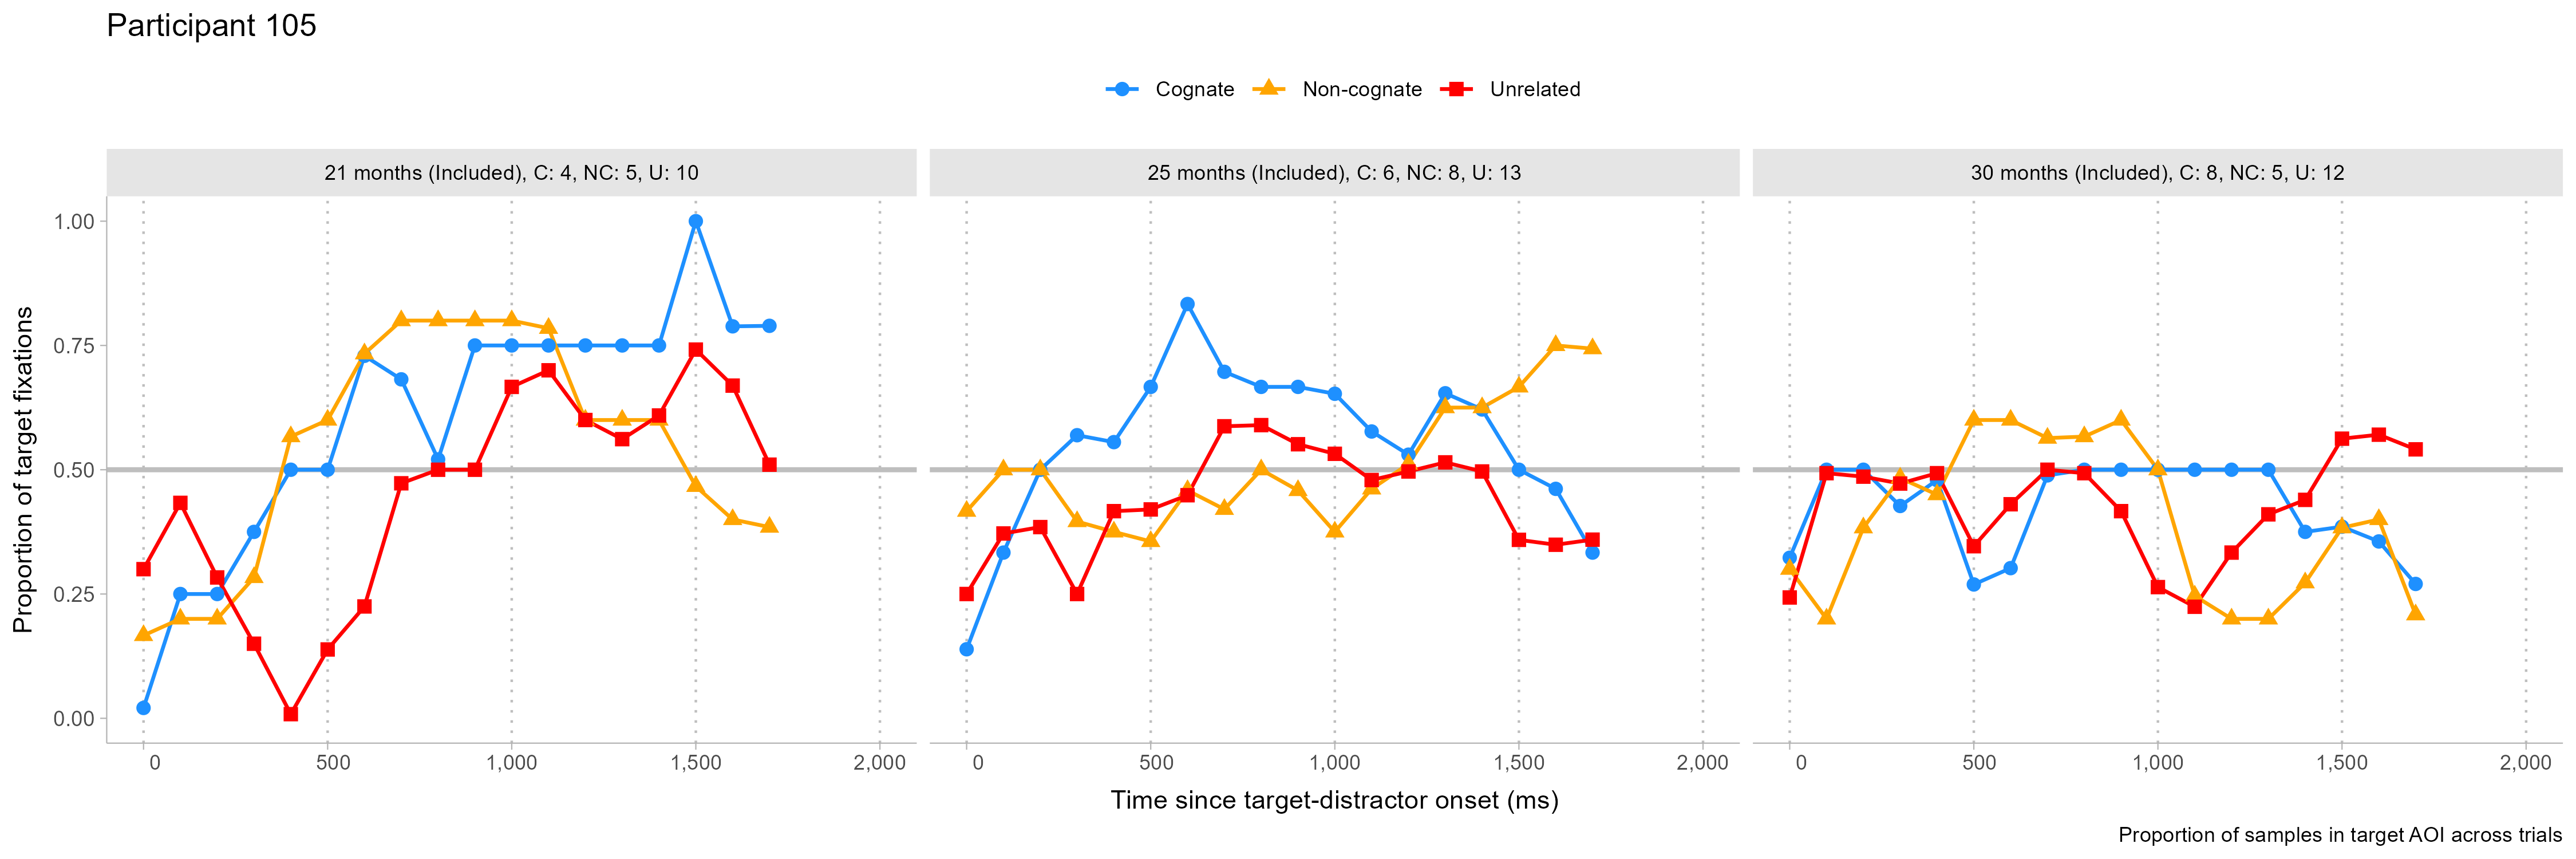 Participant 105
Cognate Non-cognate Unrelated
21 months (Included), C: 4, NC: 5, U: 10
25 months (Included), C: 6, NC: 8, U: 13
30 months (Included), C: 8, NC: 5, U: 12
Proportion of target fixations
1.00
0.75
0.50
0.25
0.00
0 500 1,000 1,500 2,000
0 500 1,000 1,500 2,000
0 500 1,000 1,500 2,000
Time since target-distractor onset (ms)
Proportion of samples in target AOI across trials